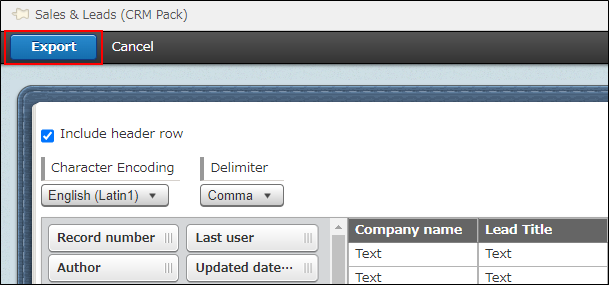 Sales & Leads (CRM Pack)
Export Cancel
Include header row
Character Encoding Delimiter
English (Latin1) Comma
Record number Last user Company name Lead Title
Author Updated date··· Text Text
Text Text